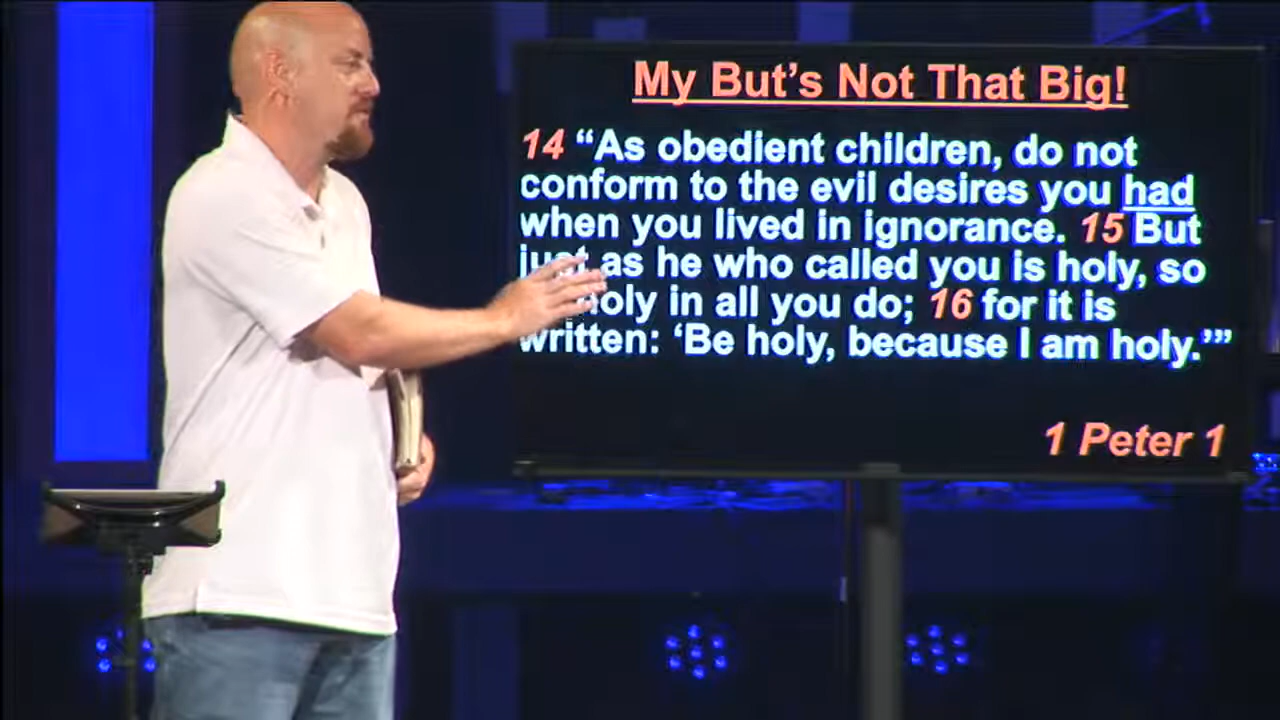 My But's Not That Big!
14 “As obedient children, do not
conform to the evil desires you had
when you lived in ignorance. 15 But
just as he who called you is holy, so
holy in all you do; 16 for it is
written: ‘Be holy, because I am holy.’”
1 Peter 1